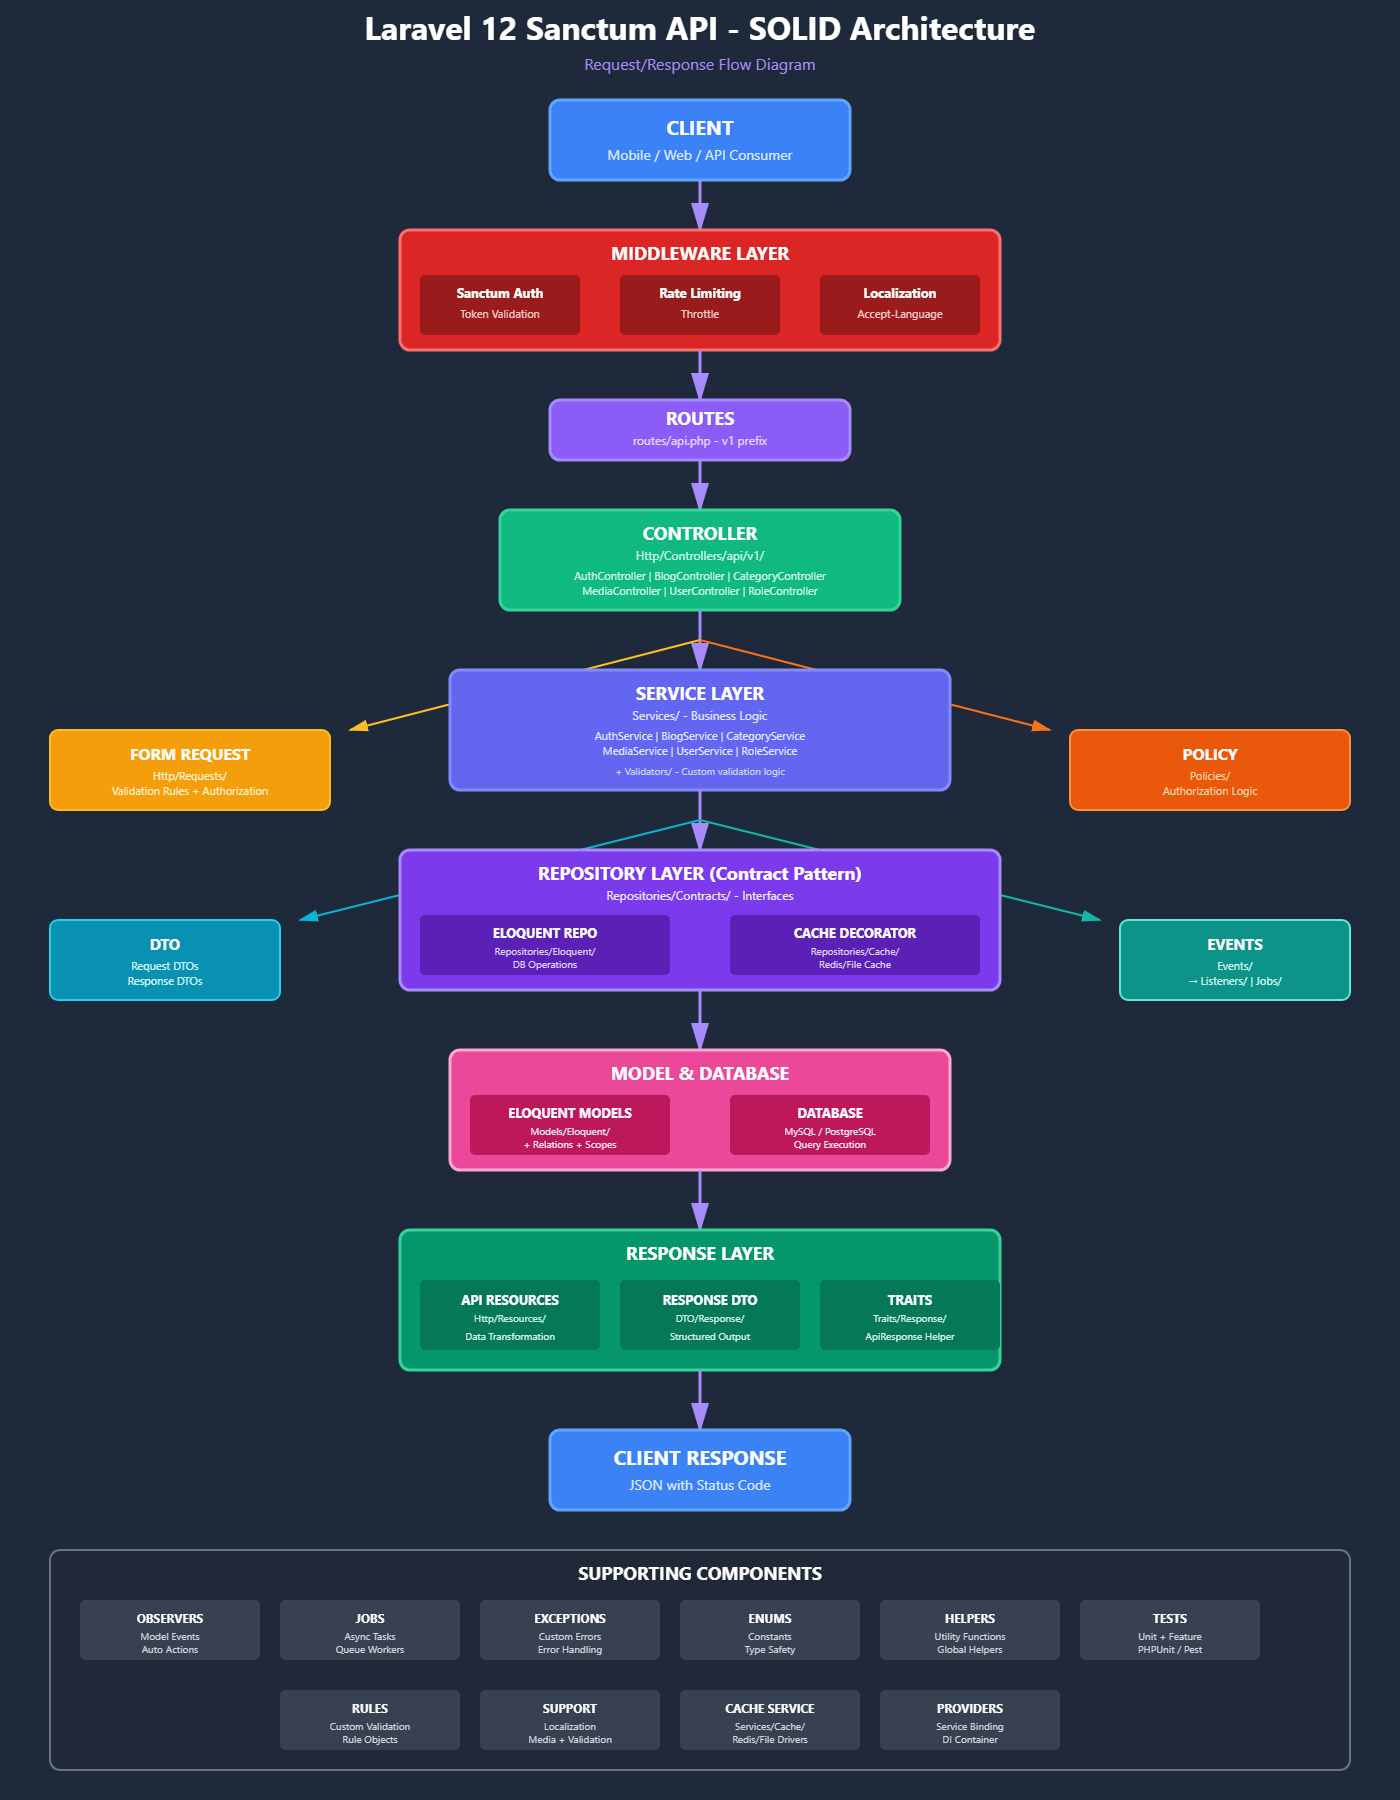 Laravel 12 Sanctum API - SOLID Architecture
Request/Response Flow Diagram
CLIENT
Mobile / Web / API Consumer
MIDDLEWARE LAYER
Sanctum Auth
Token Validation
Rate Limiting
Throttle
Localization
Accept-Language
ROUTES
routes/api.php - v1 prefix
CONTROLLER
Http/Controllers/api/v1/
AuthController | BlogController | CategoryController
MediaController | UserController | RoleController
SERVICE LAYER
Services/ - Business Logic
AuthService | BlogService | CategoryService
MediaService | UserService | RoleService
+ Validators/ - Custom validation logic
FORM REQUEST
Http/Requests/
Validation Rules + Authorization
POLICY
Policies/
Authorization Logic
REPOSITORY LAYER (Contract Pattern)
Repositories/Contracts/ - Interfaces
ELOQUENT REPO
Repositories/Eloquent/
DB Operations
CACHE DECORATOR
Repositories/Cache/
Redis/File Cache
DTO
Request DTOs
Response DTOs
EVENTS
Events/
→ Listeners/ | Jobs/
MODEL & DATABASE
ELOQUENT MODELS
Models/Eloquent/
+ Relations + Scopes
DATABASE
MySQL / PostgreSQL
Query Execution
RESPONSE LAYER
API RESOURCES
Http/Resources/
Data Transformation
RESPONSE DTO
DTO/Response/
Structured Output
TRAITS
Traits/Response/
ApiResponse Helper
CLIENT RESPONSE
JSON with Status Code
SUPPORTING COMPONENTS
OBSERVERS
Model Events
Auto Actions
JOBS
Async Tasks
Queue Workers
EXCEPTIONS
Custom Errors
Error Handling
ENUMS
Constants
Type Safety
HELPERS
Utility Functions
Global Helpers
TESTS
Unit + Feature
PHPUnit / Pest
RULES
Custom Validation
Rule Objects
SUPPORT
Localization
Media + Validation
CACHE SERVICE
Services/Cache/
Redis/File Drivers
PROVIDERS
Service Binding
DI Container